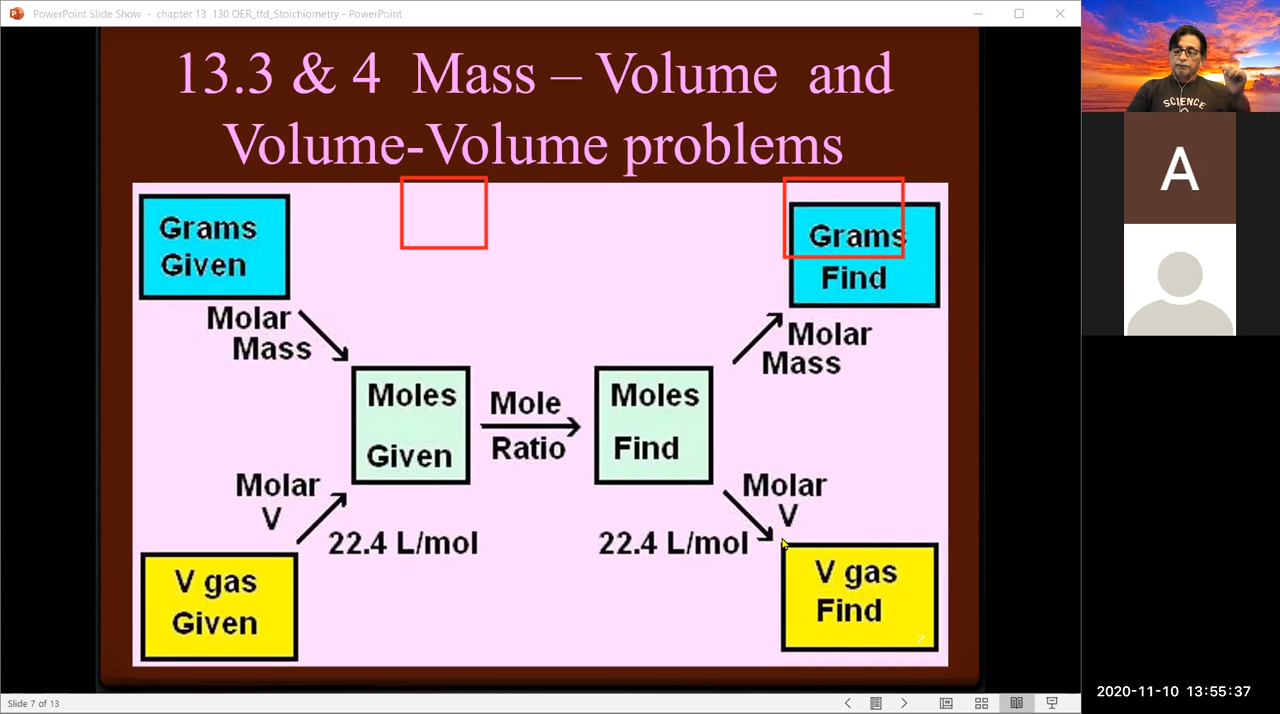 PowerPoint Slide Show - chapter 13 130 OER_ffd_Stoichiometry - PowerPoint
13.3 & 4 Mass – Volume and
Volume-Volume problems
Grams
Given
Grams
Find
Molar
Mass
Molar
Mass
Moles
Given
Mole
Ratio
Moles
Find
Molar
V
22.4 L/mol
22.4 L/mol
Molar
V
V gas
Given
V gas
Find
7
SCIENCE
A
2020-11-10 13:55:37
Slide 7 of 13